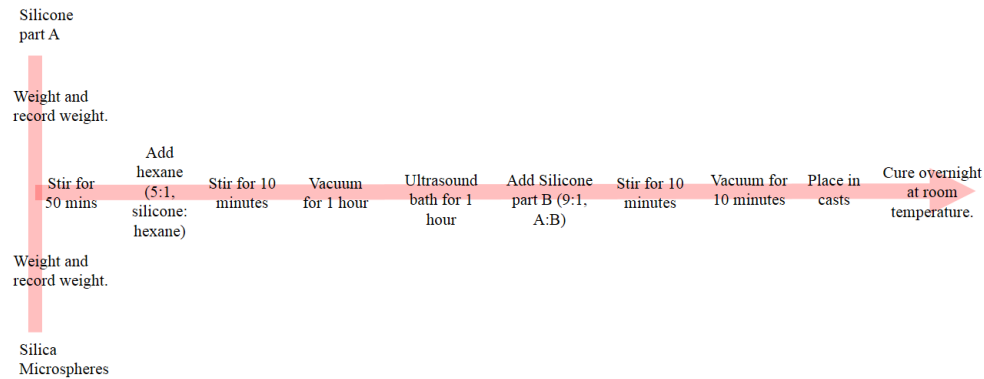 Silicone
part A
Weight and
record weight.
Stir for
50 mins
Add
hexane
(5:1,
silicone:
hexane)
Stir for 10
minutes
Vacuum
for 1 hour
Ultrasound
bath for 1
hour
Add Silicone
part B (9:1,
A:B)
Stir for 10
minutes
Vacuum for
10 minutes
Place in
casts
Cure overnight
at room
temperature.
Weight and
record weight.
Silica
Microspheres